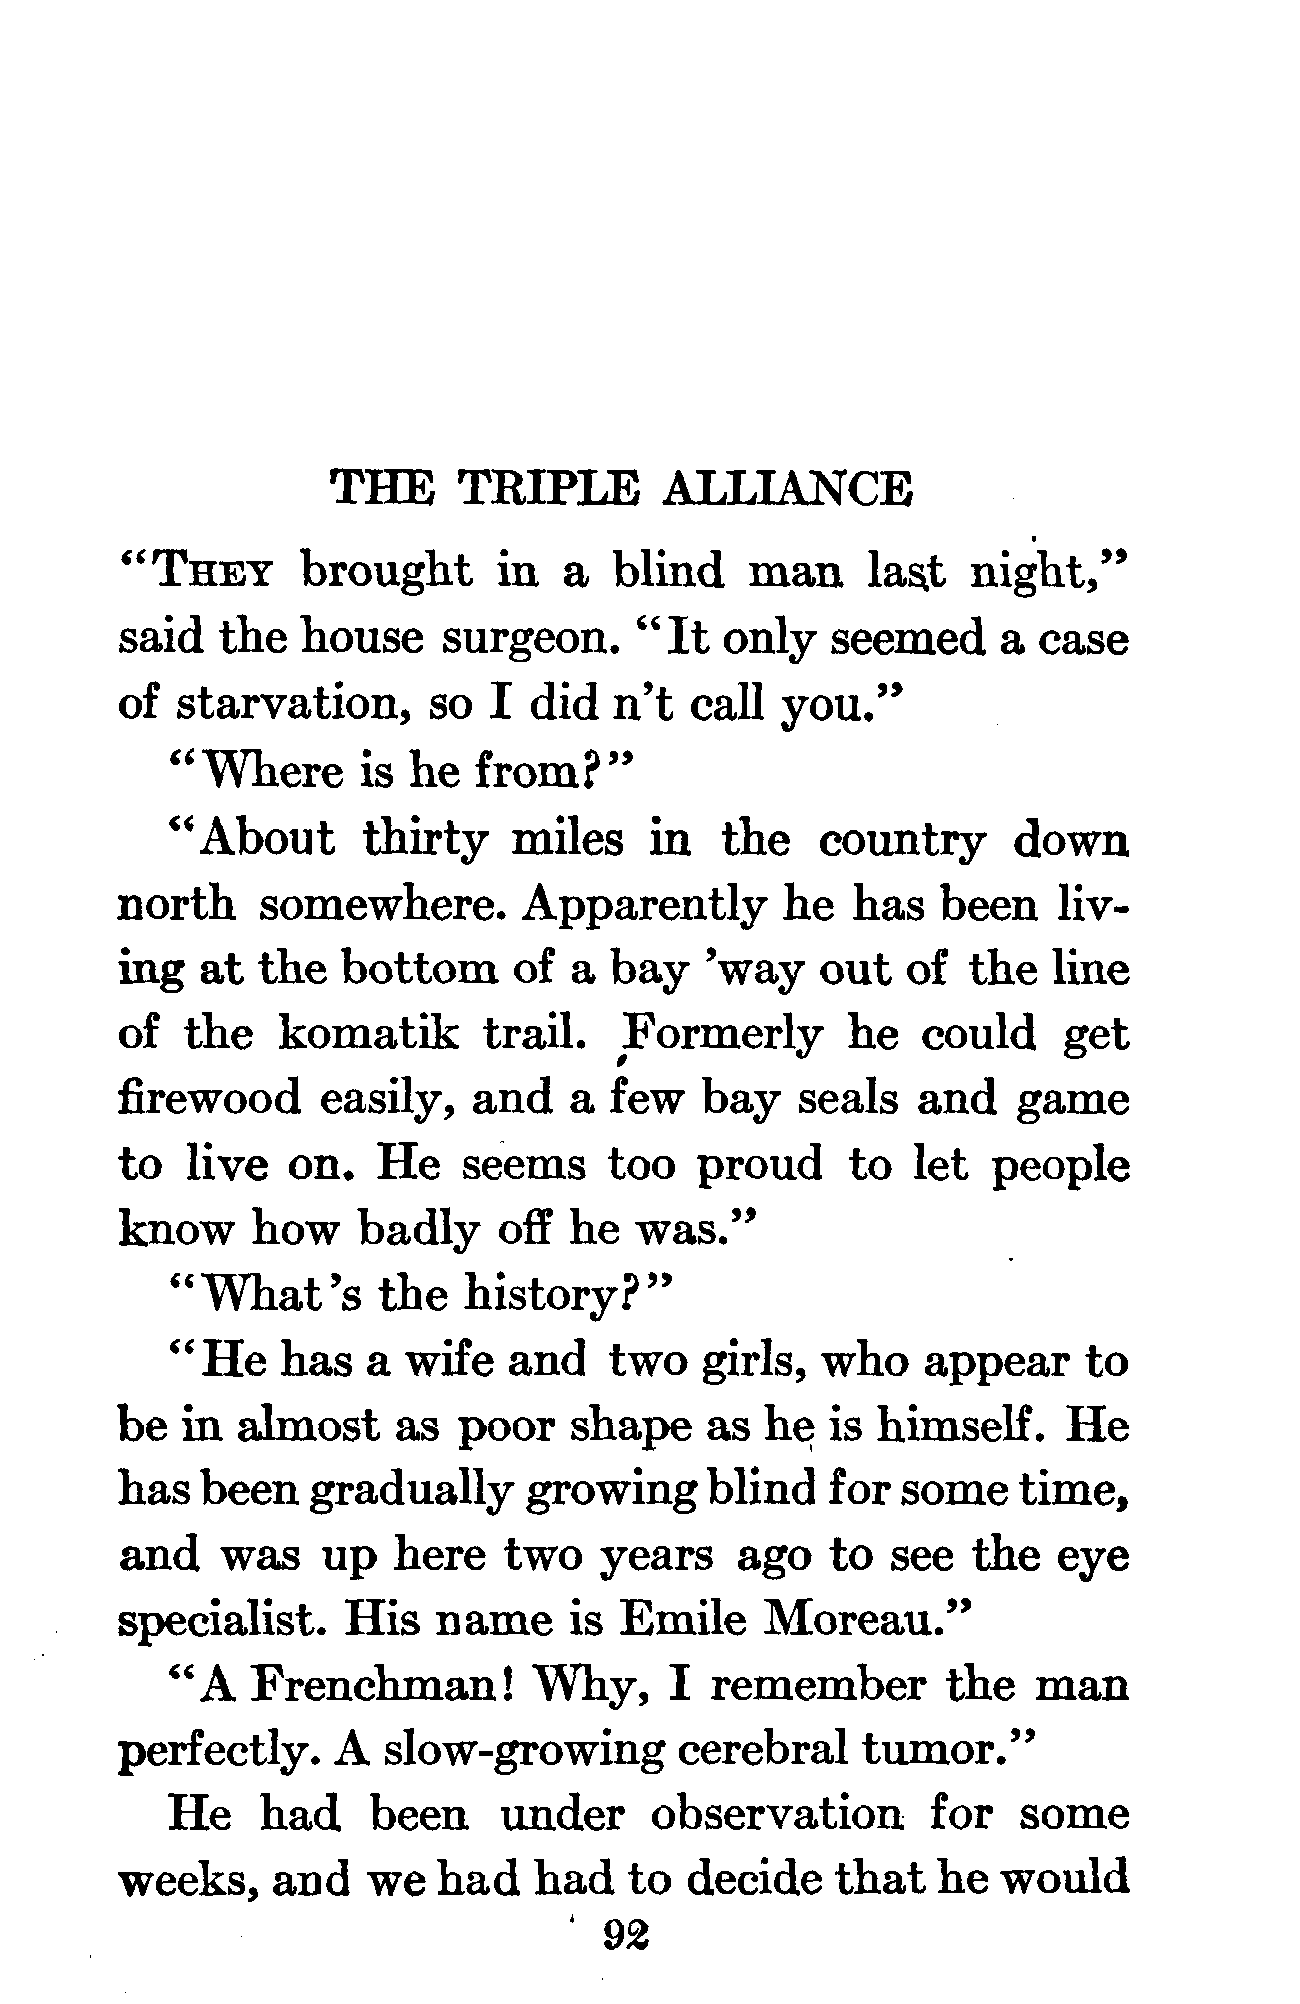 THE TRIPLE ALLIANCE
“THEY brought in a blind man last night,”
said the house surgeon. “It only seemed a case
of starvation, so I did n’t call you.”
“Where is he from?”
“About thirty miles in the country down
north somewhere. Apparently he has been liv-
ing at the bottom of a bay ’way out of the line
of the komatik trail. Formerly he could get
firewood easily, and a few bay seals and game
to live on. He seems too proud to let people
know how badly off he was.”
“What ’s the history?”
“He has a wife and two girls, who appear to
be in almost as poor shape as he is himself. He
has been gradually growing blind for some time,
and was up here two years ago to see the eye
specialist. His name is Emile Moreau.”
“A Frenchman! Why, I remember the man
perfectly. A slow-growing cerebral tumor.”
He had been under observation for some
weeks, and we had had to decide that he would
92